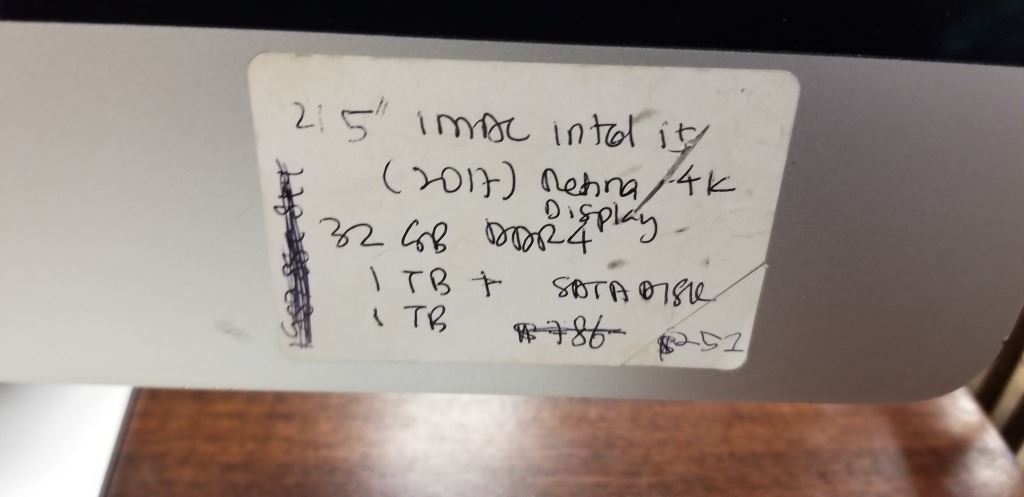 21.5" iMAC intel i5
(2017) Retina 4K
Display
32 GB DDR4
1 TB + SATA DISK
1 TB $786 $251